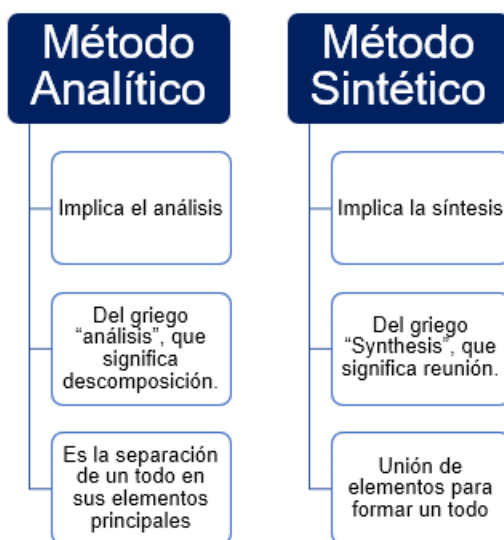 Método
Analítico
Implica el análisis
Del griego
“análisis”, que
significa
descomposición.
Es la separación
de un todo en
sus elementos
principales
Método
Sintético
Implica la síntesis
Del griego
“Synthesis”, que
significa reunión.
Unión de
elementos para
formar un todo